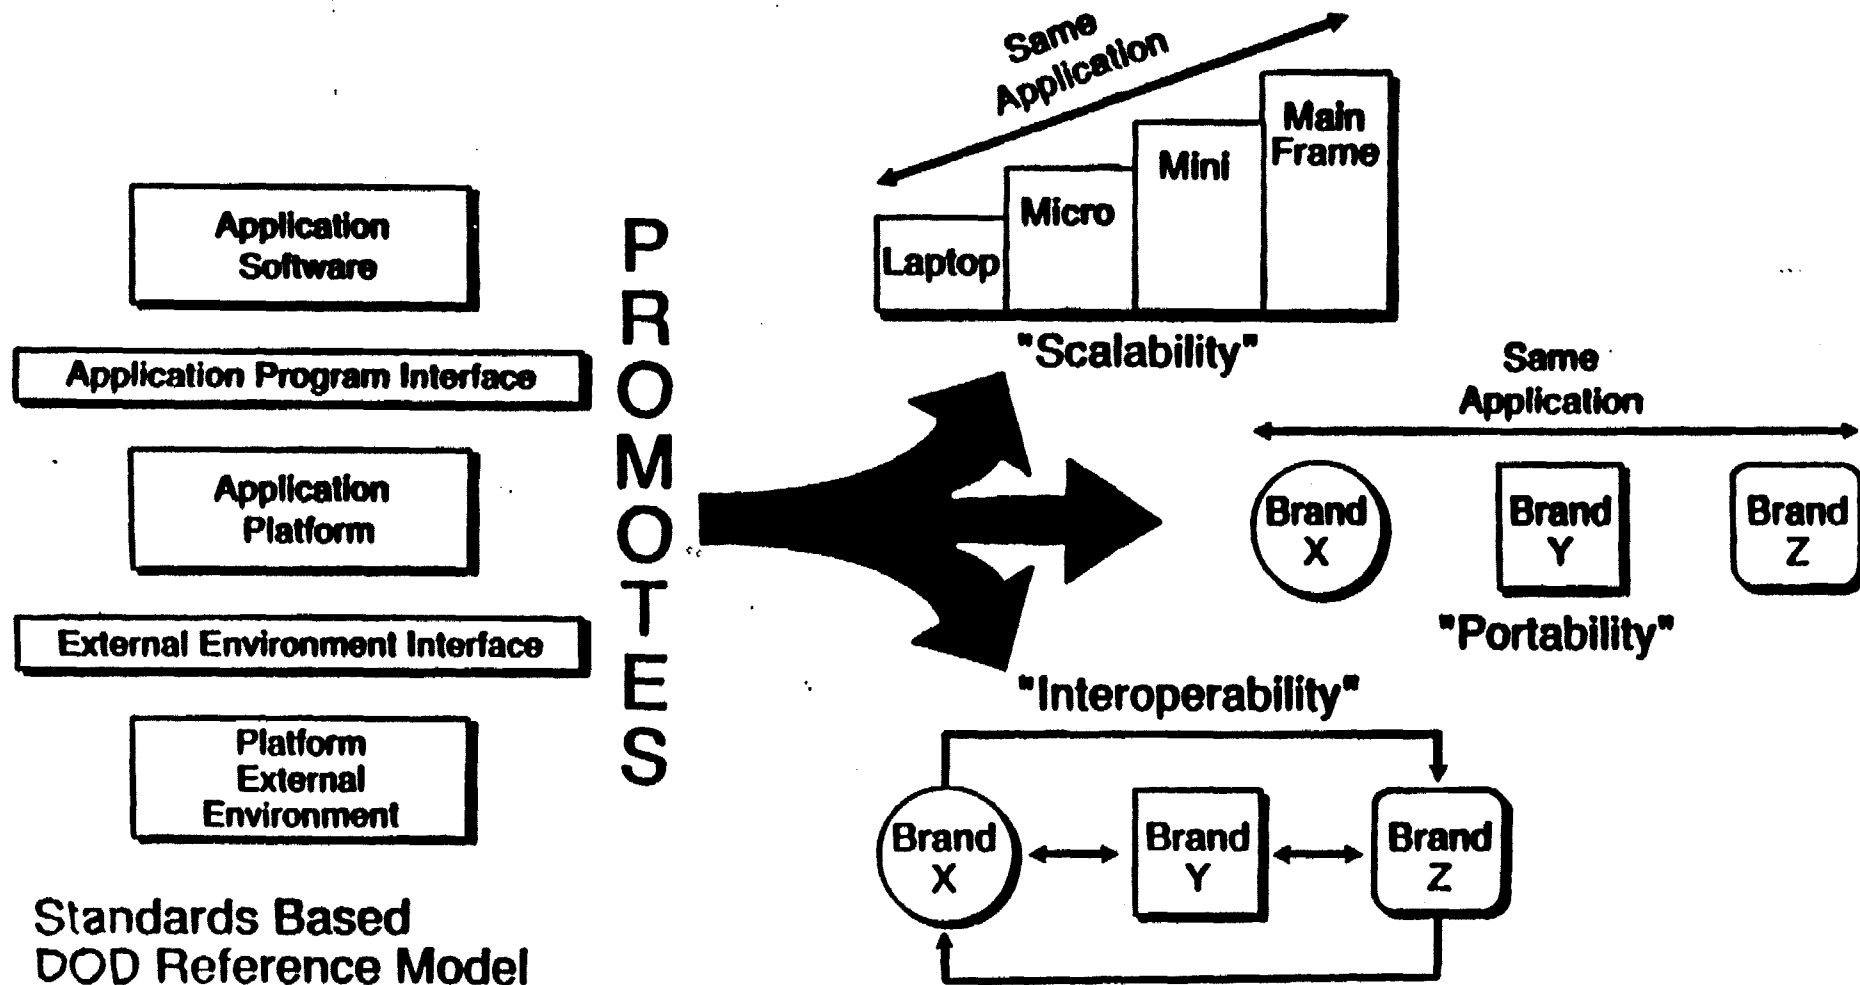 Application
Software
Application Program Interface
Application
Platform
External Environment Interface
Platform
External
Environment
Standards Based
DOD Reference Model
PROMOTES
Same
Application
Laptop
Micro
Mini
Main
Frame
"Scalability"
Same
Application
Brand
X
Brand
Y
Brand
Z
"Portability"
"Interoperability"
Brand
X
Brand
Y
Brand
Z